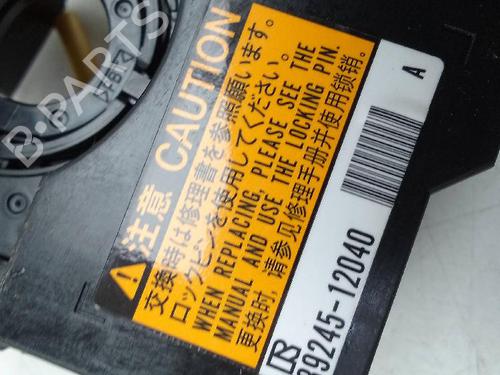 注意 CAUTION
交換時は修理書を参照願います。
ロックピンを使用してください。
WHEN REPLACING, PLEASE SEE THE
MANUAL AND USE THE LOCKING PIN.
更换时,请参见修理手册并使用锁销。
89245-12040
A
B-PARTS